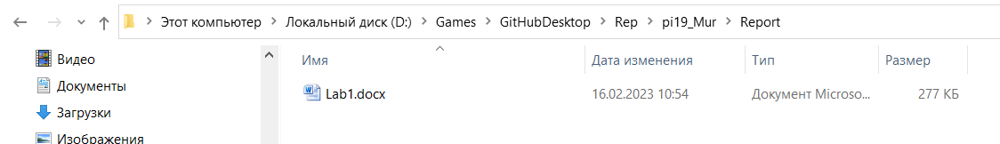 Этот компьютер > Локальный диск (D:) > Games > GitHubDesktop > Rep > pi19_Mur > Report
Видео
Документы
Загрузки
Изображения
Имя Дата изменения Тип Размер
Lab1.docx 16.02.2023 10:54 Документ Microso... 277 КБ